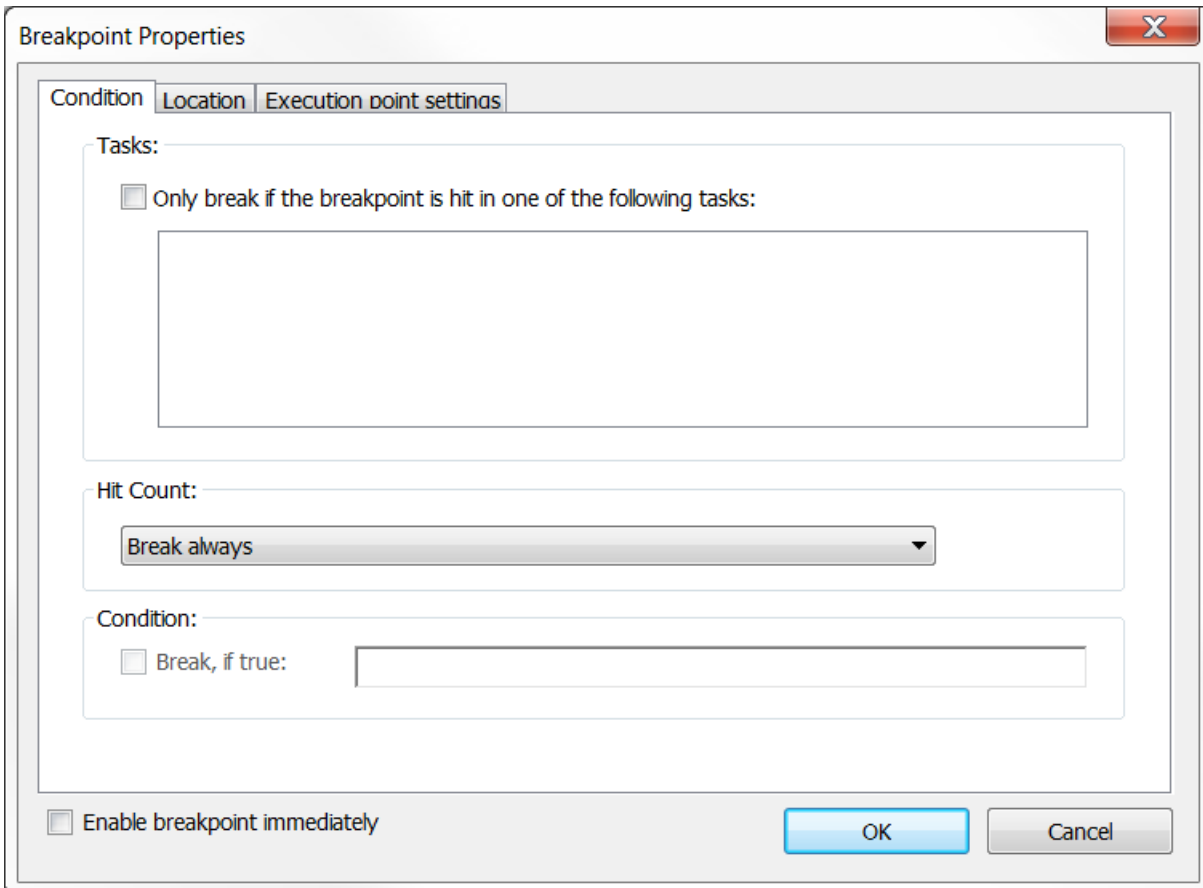 Breakpoint Properties
X
Condition Location Execution point settings
Tasks:
Only break if the breakpoint is hit in one of the following tasks:
Hit Count:
Break always
Condition:
Break, if true:
Enable breakpoint immediately OK Cancel